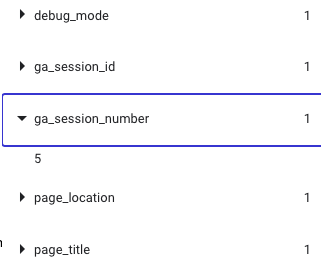 debug_mode 1
ga_session_id 1
ga_session_number 1
5
page_location 1
page_title 1